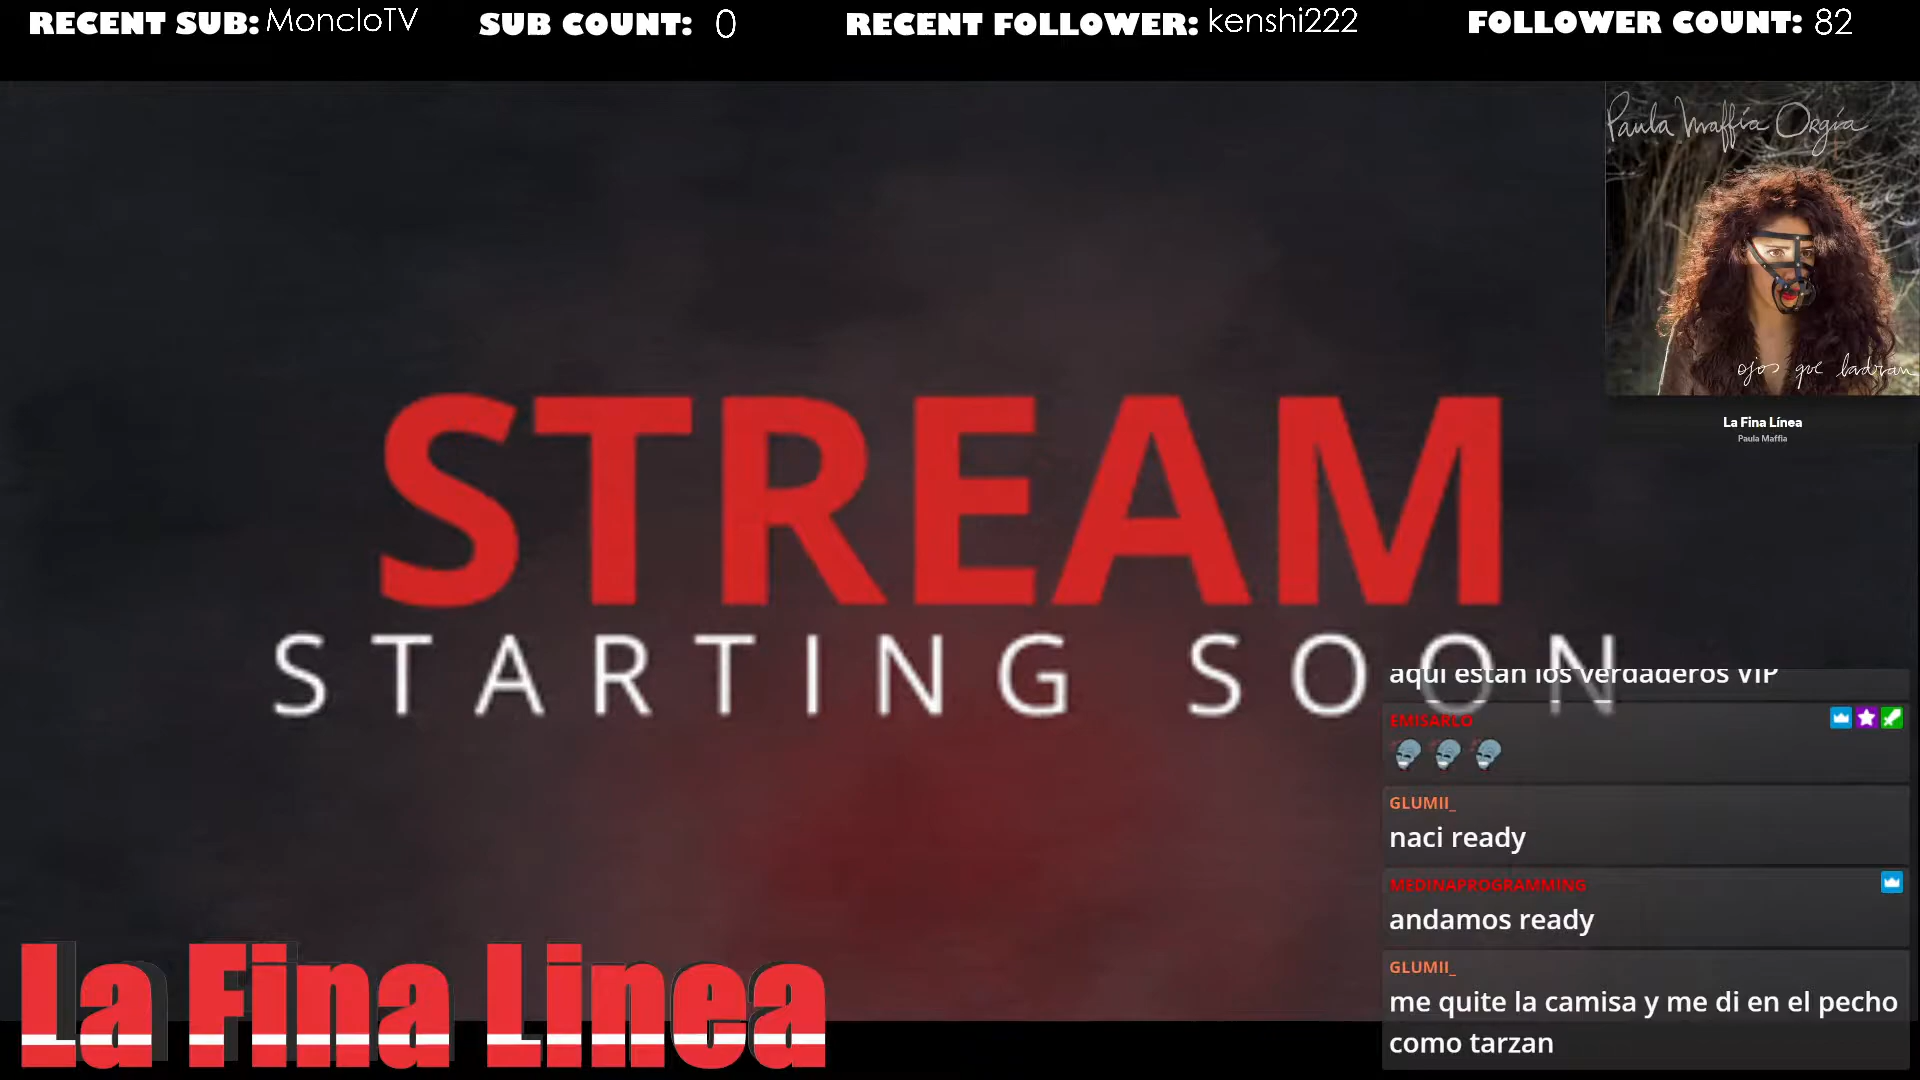 RECENT SUB: MoncloTV
SUB COUNT: 0
RECENT FOLLOWER: kenshi222
FOLLOWER COUNT: 82
Paula Maffia Orgía
ojos que ladran
La Fina Línea
Paula Maffia
STREAM
STARTING SOON
aqui estan los verdaderos VIP
EMISARCO
GLUMII_
naci ready
MEDINAPROGRAMMING
andamos ready
GLUMII_
me quite la camisa y me di en el pecho
como tarzan
La Fina Linea